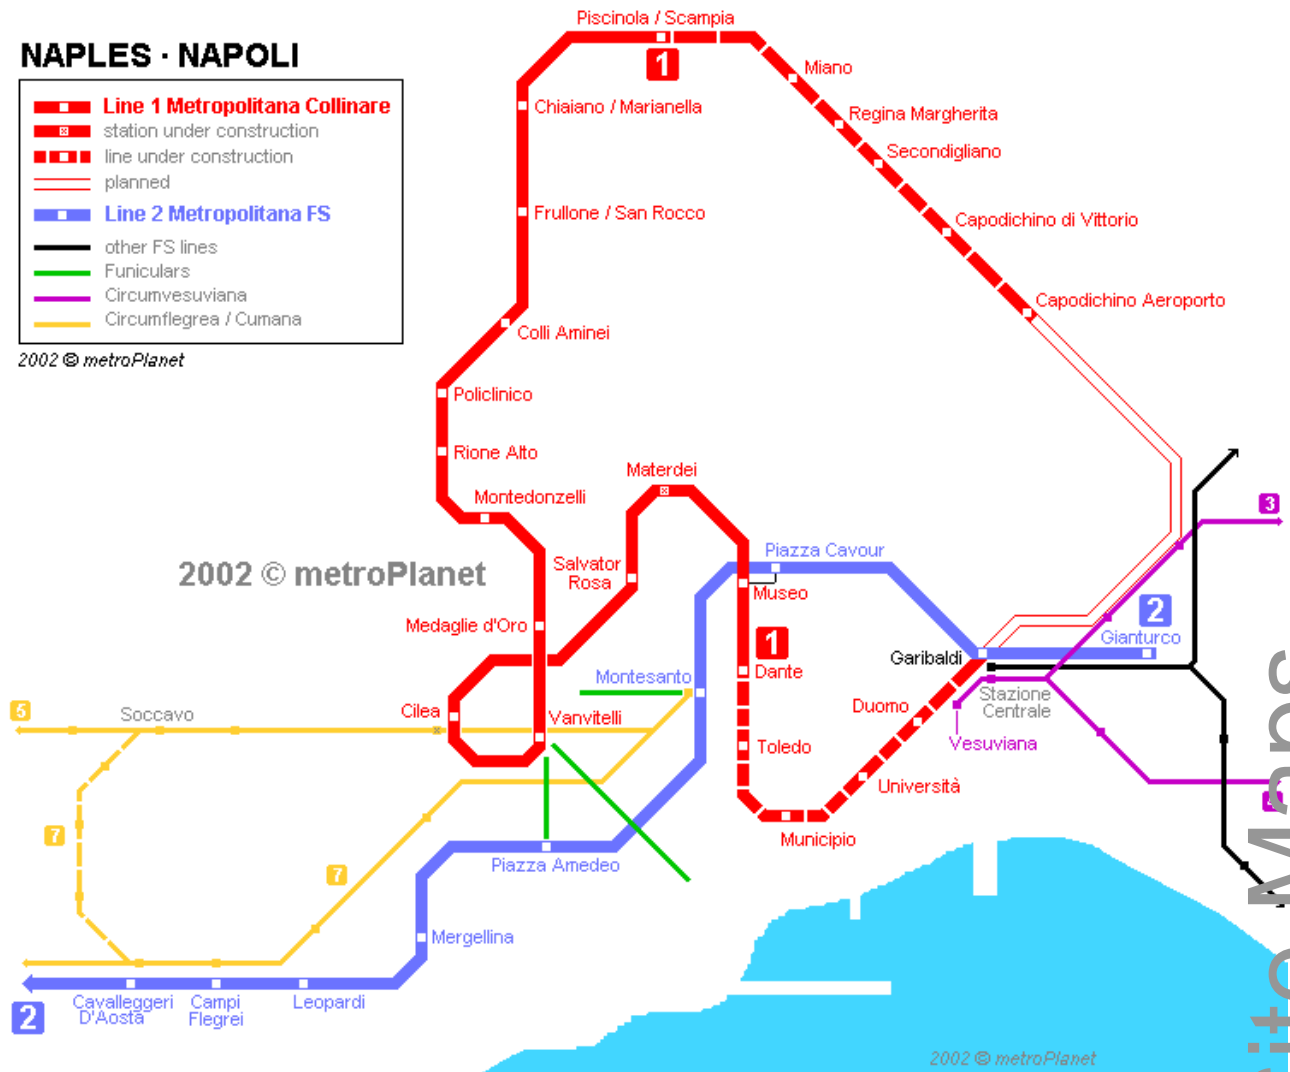 NAPLES · NAPOLI
Line 1 Metropolitana Collinare
station under construction
line under construction
planned
Line 2 Metropolitana FS
other FS lines
Funiculars
Circumvesuviana
Circumflegrea / Cumana
2002 © metroPlanet
Piscinola / Scampia
1
Miano
Chiaiano / Marianella
Regina Margherita
Secondigliano
Frullone / San Rocco
Capodichino di Vittorio
Capodichino Aeroporto
Colli Aminei
Policlinico
Rione Alto
Materdei
Montedonzelli
3
2002 © metroPlanet
Piazza Cavour
Salvator
Rosa
Museo
2
Medaglie d'Oro
1
Gianturco
Garibaldi
Montesanto
Dante
Stazione
Centrale
5
Soccavo
Cilea
Vanvitelli
Duomo
Vesuviana
Toledo
Università
4
7
Municipio
Piazza Amedeo
7
Mergellina
2
Cavalleggeri
D'Aosta
Campi
Flegrei
Leopardi
2002 © metroPlanet
Maps